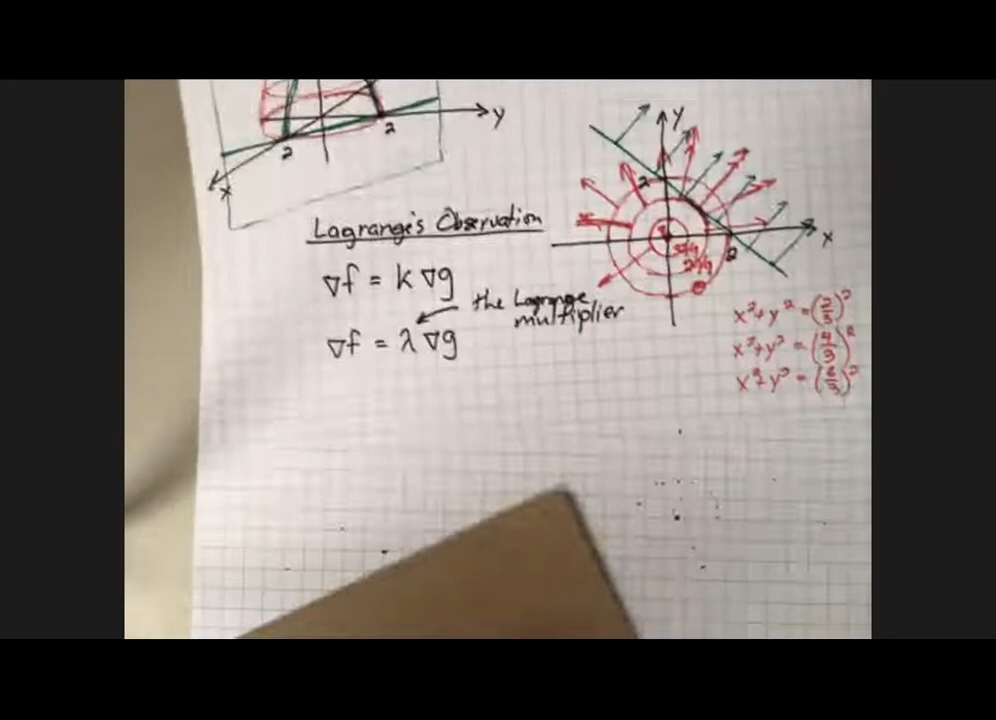 y
2
2
x
y
2
2
x
Lagrange's Observation
∇f = k ∇g
the Lagrange
multiplier
∇f = λ ∇g
x² + y² = (2/3)²
x² + y² = (4/3)²
x² + y² = (6/3)²